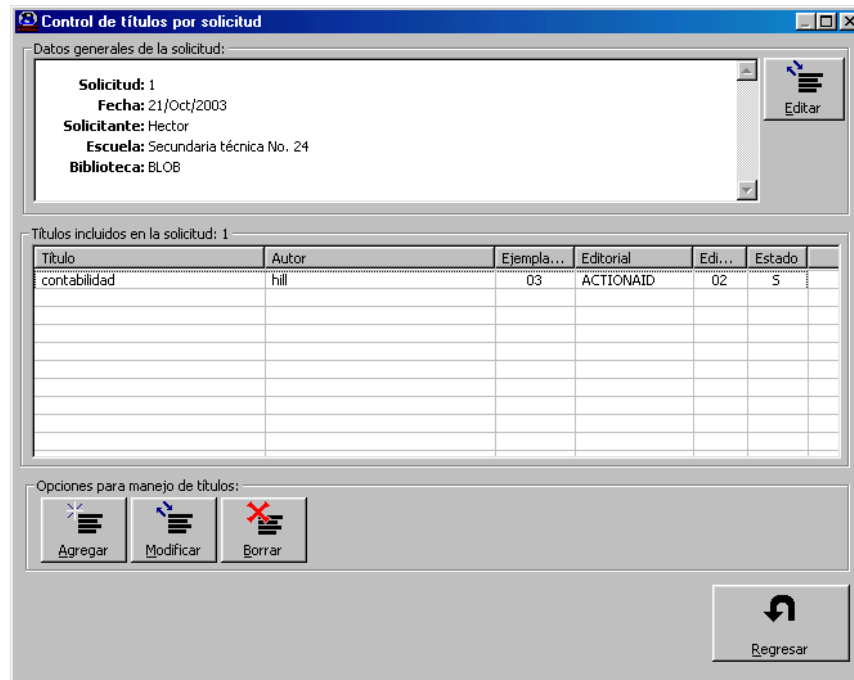 Control de títulos por solicitud
Datos generales de la solicitud:
Solicitud: 1
Fecha: 21/Oct/2003
Solicitante: Hector
Escuela: Secundaria técnica No. 24
Biblioteca: BLOB
Editar
Títulos incluidos en la solicitud: 1
Título Autor Ejempla... Editorial Edi... Estado
contabilidad hill 03 ACTIONAID 02 S
Opciones para manejo de títulos:
Agregar Modificar Borrar
Regresar